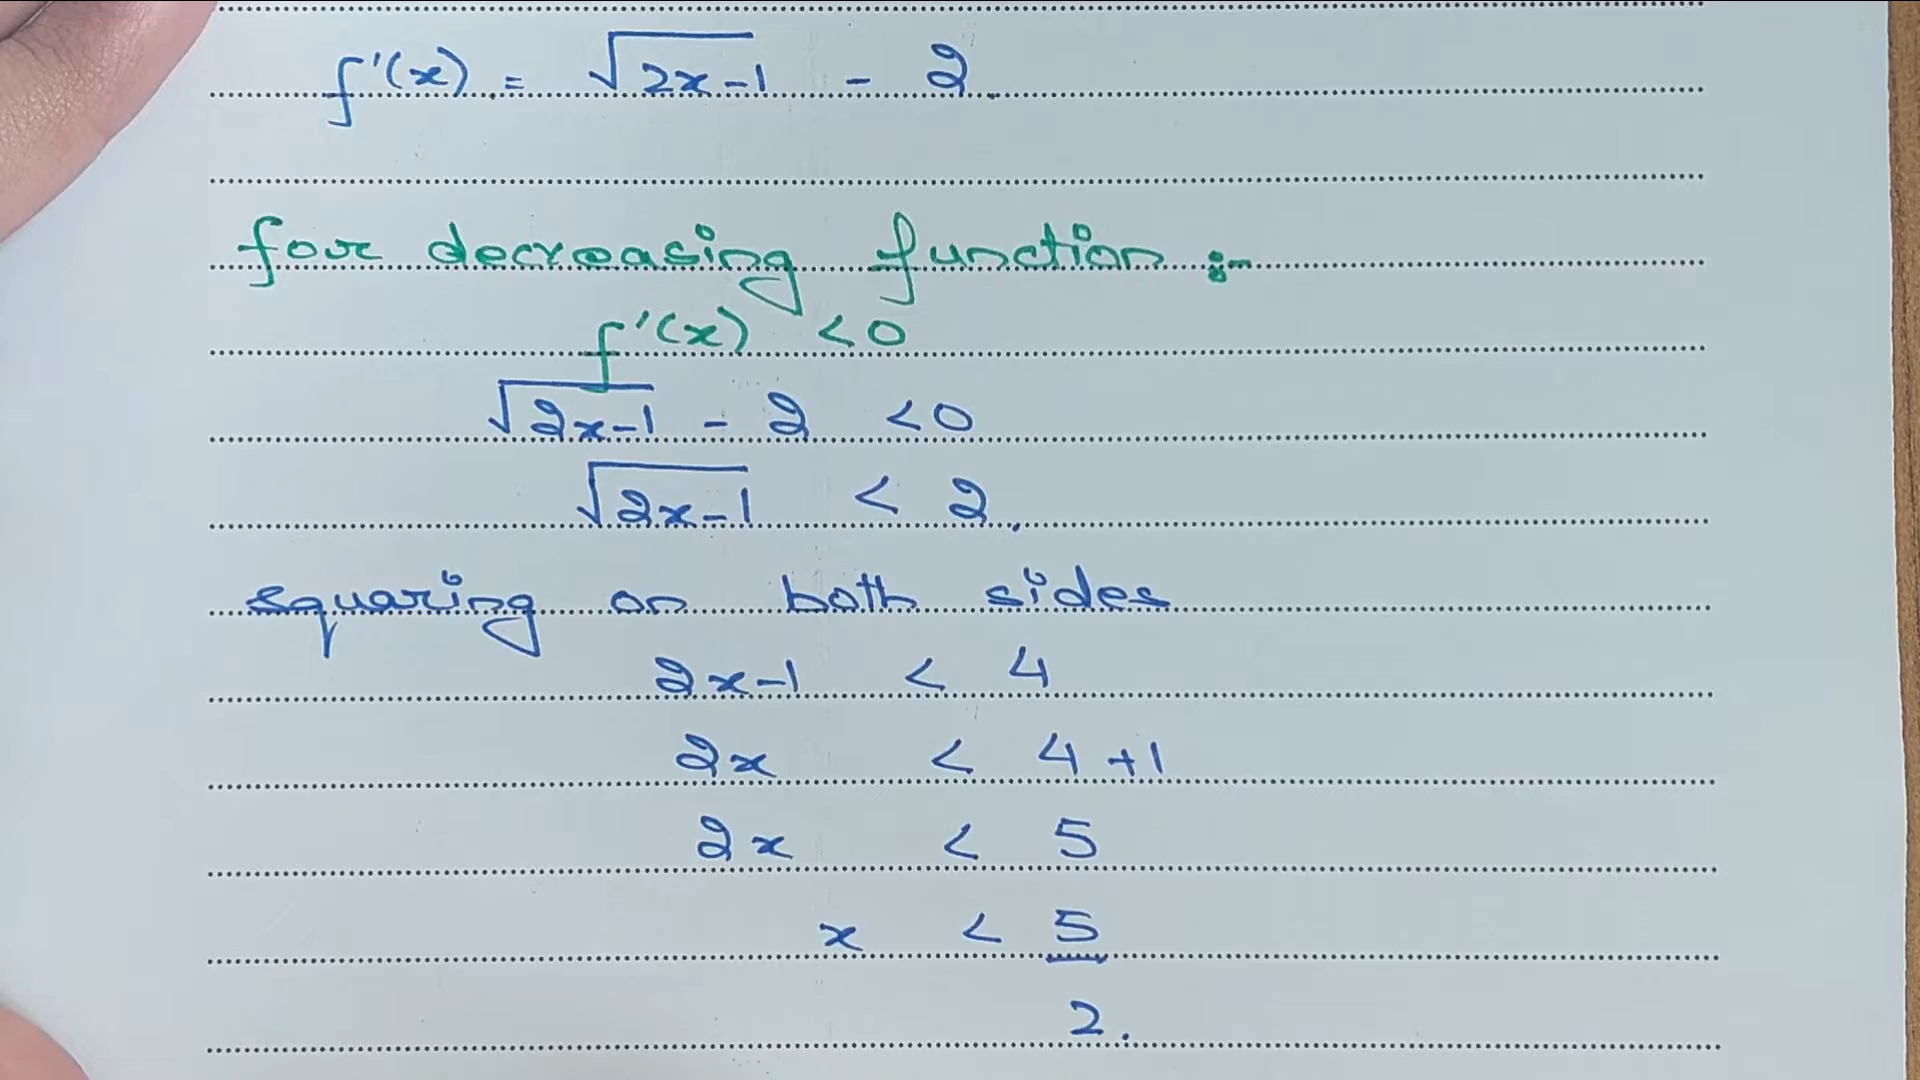 f'(x) = √(2x-1) - 2
for decreasing function :-
f'(x) < 0
√(2x-1) - 2 < 0
√(2x-1) < 2.
squaring on both sides
2x-1 < 4
2x < 4+1
2x < 5
x < 5
2.